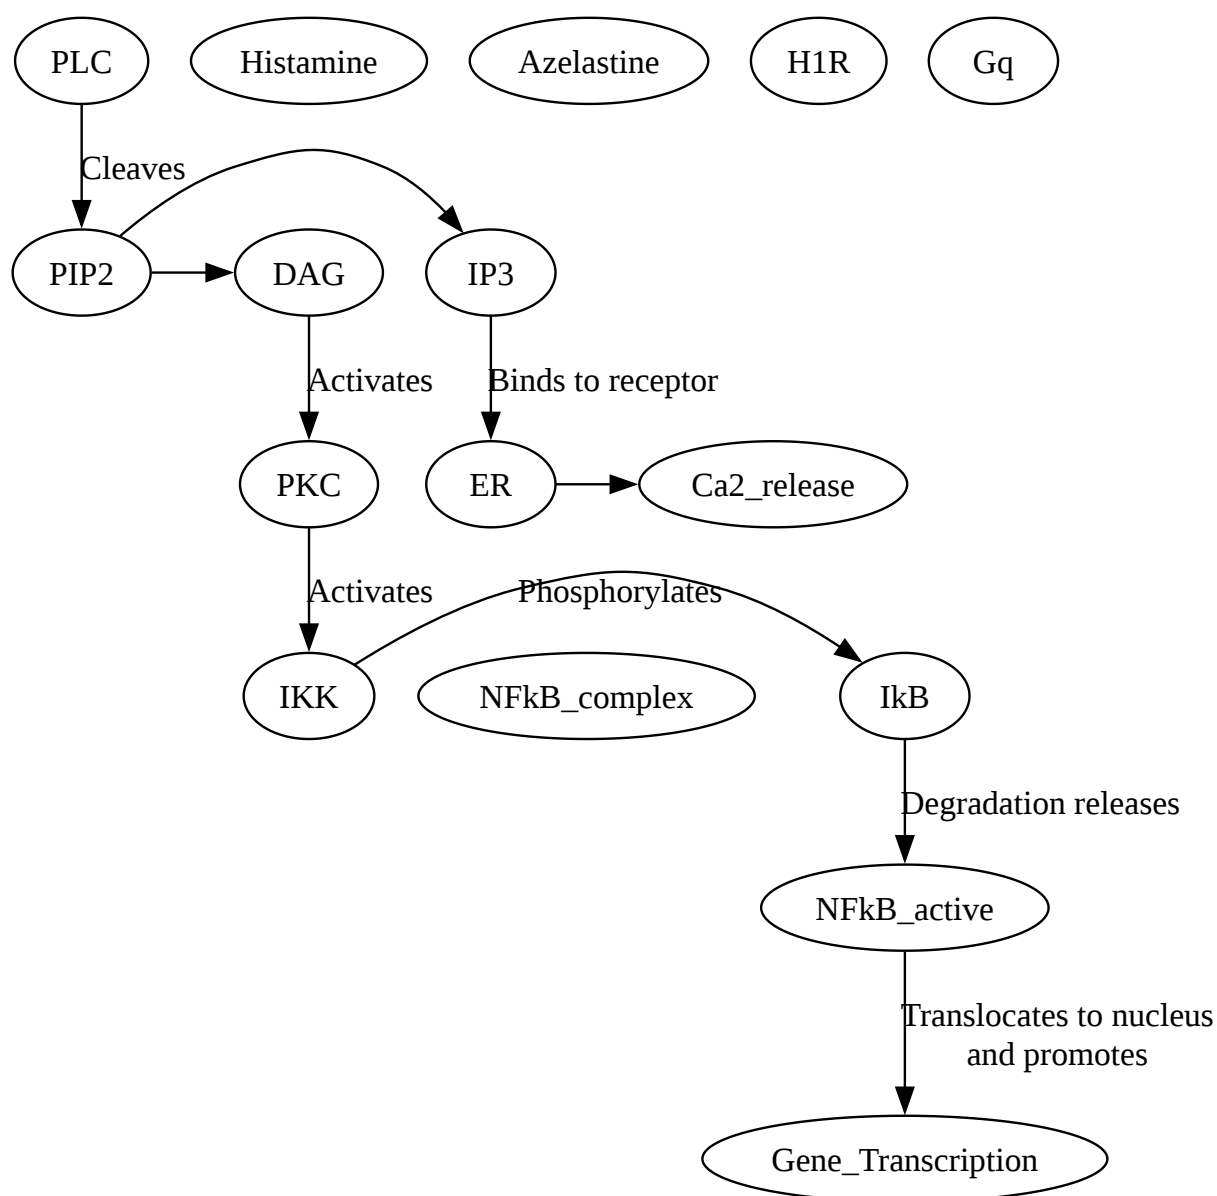 PLC
Histamine
Azelastine
H1R
Gq
Cleaves
PIP2
DAG
IP3
Activates
Binds to receptor
PKC
ER
Ca2_release
Activates
Phosphorylates
IKK
NFkB_complex
IkB
Degradation releases
NFkB_active
Translocates to nucleus
and promotes
Gene_Transcription